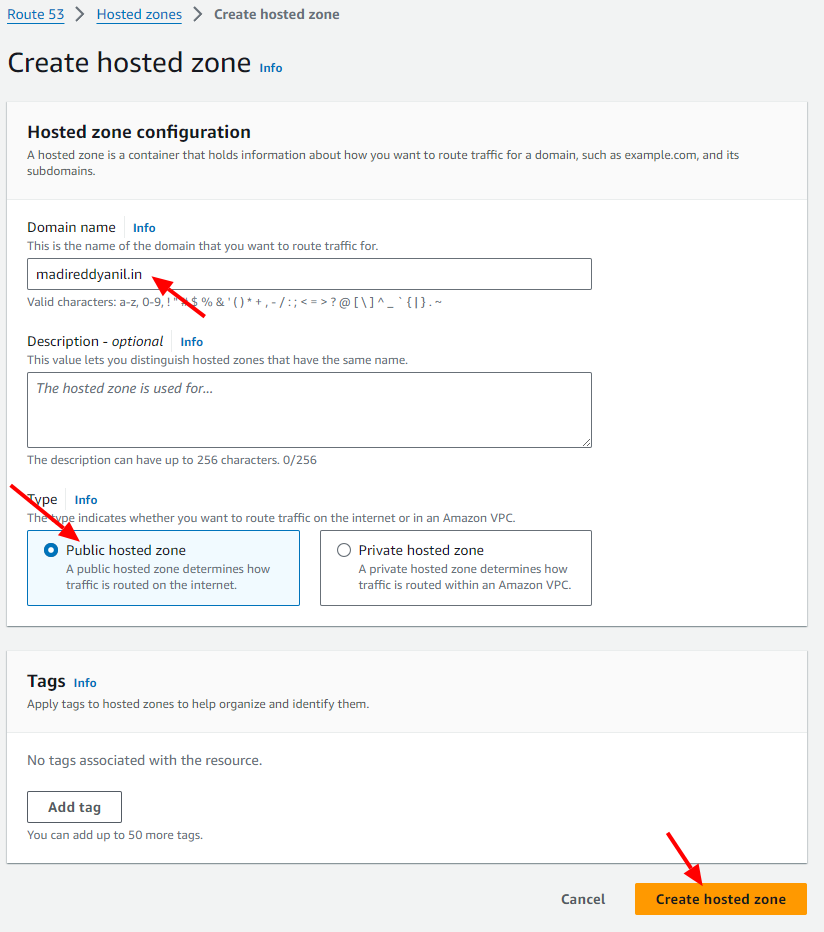 Route 53 > Hosted zones > Create hosted zone
Create hosted zone Info
Hosted zone configuration
A hosted zone is a container that holds information about how you want to route traffic for a domain, such as example.com, and its
subdomains.
Domain name Info
This is the name of the domain that you want to route traffic for.
madireddyanil.in
Valid characters: a-z, 0-9, ! " # $ % & ' ( ) * + , - / : ; < = > ? @ [ \ ] ^ _ ` { | } . ~
Description - optional Info
This value lets you distinguish hosted zones that have the same name.
The hosted zone is used for...
The description can have up to 256 characters. 0/256
Type Info
The type indicates whether you want to route traffic on the internet or in an Amazon VPC.
Public hosted zone
A public hosted zone determines how
traffic is routed on the internet.
Private hosted zone
A private hosted zone determines how
traffic is routed within an Amazon VPC.
Tags Info
Apply tags to hosted zones to help organize and identify them.
No tags associated with the resource.
Add tag
You can add up to 50 more tags.
Cancel
Create hosted zone